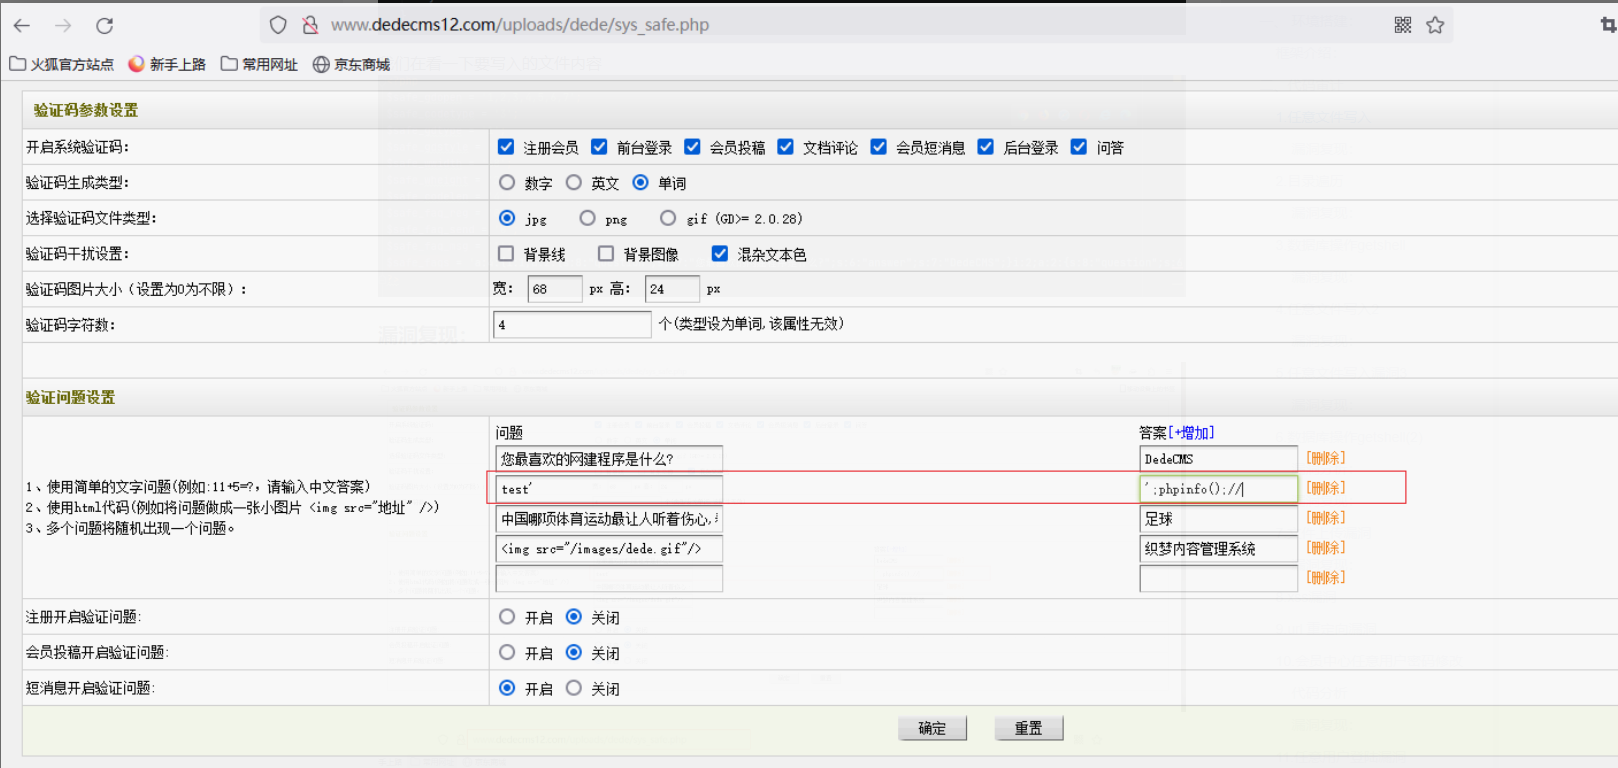 www.dedecms12.com/uploads/dede/sys_safe.php
火狐官方站点 新手上路 常用网址 京东商城
验证码参数设置
开启系统验证码: 注册会员 前台登录 会员投稿 文档评论 会员短消息 后台登录 问答
验证码生成类型: 数字 英文 单词
选择验证码文件类型: jpg png gif (GD>= 2.0.28)
验证码干扰设置: 背景线 背景图像 混杂文本色
验证码图片大小（设置为0为不限）: 宽: 68 px 高: 24 px
验证码字符数: 4 个(类型设为单词,该属性无效)
漏洞复现:
验证问题设置
问题 答案[+增加]
您最喜欢的网建程序是什么? DedeCMS [删除]
test' ';phpinfo();// [删除]
中国哪项体育运动最让人听着伤心, 足球 [删除]
<img src="/images/dede.gif"/> 织梦内容管理系统 [删除]
[删除]
1、使用简单的文字问题(例如:11+5=?，请输入中文答案)
2、使用html代码(例如将问题做成一张小图片 <img src="地址" />)
3、多个问题将随机出现一个问题。
注册开启验证问题: 开启 关闭
会员投稿开启验证问题: 开启 关闭
短消息开启验证问题: 开启 关闭
确定 重置